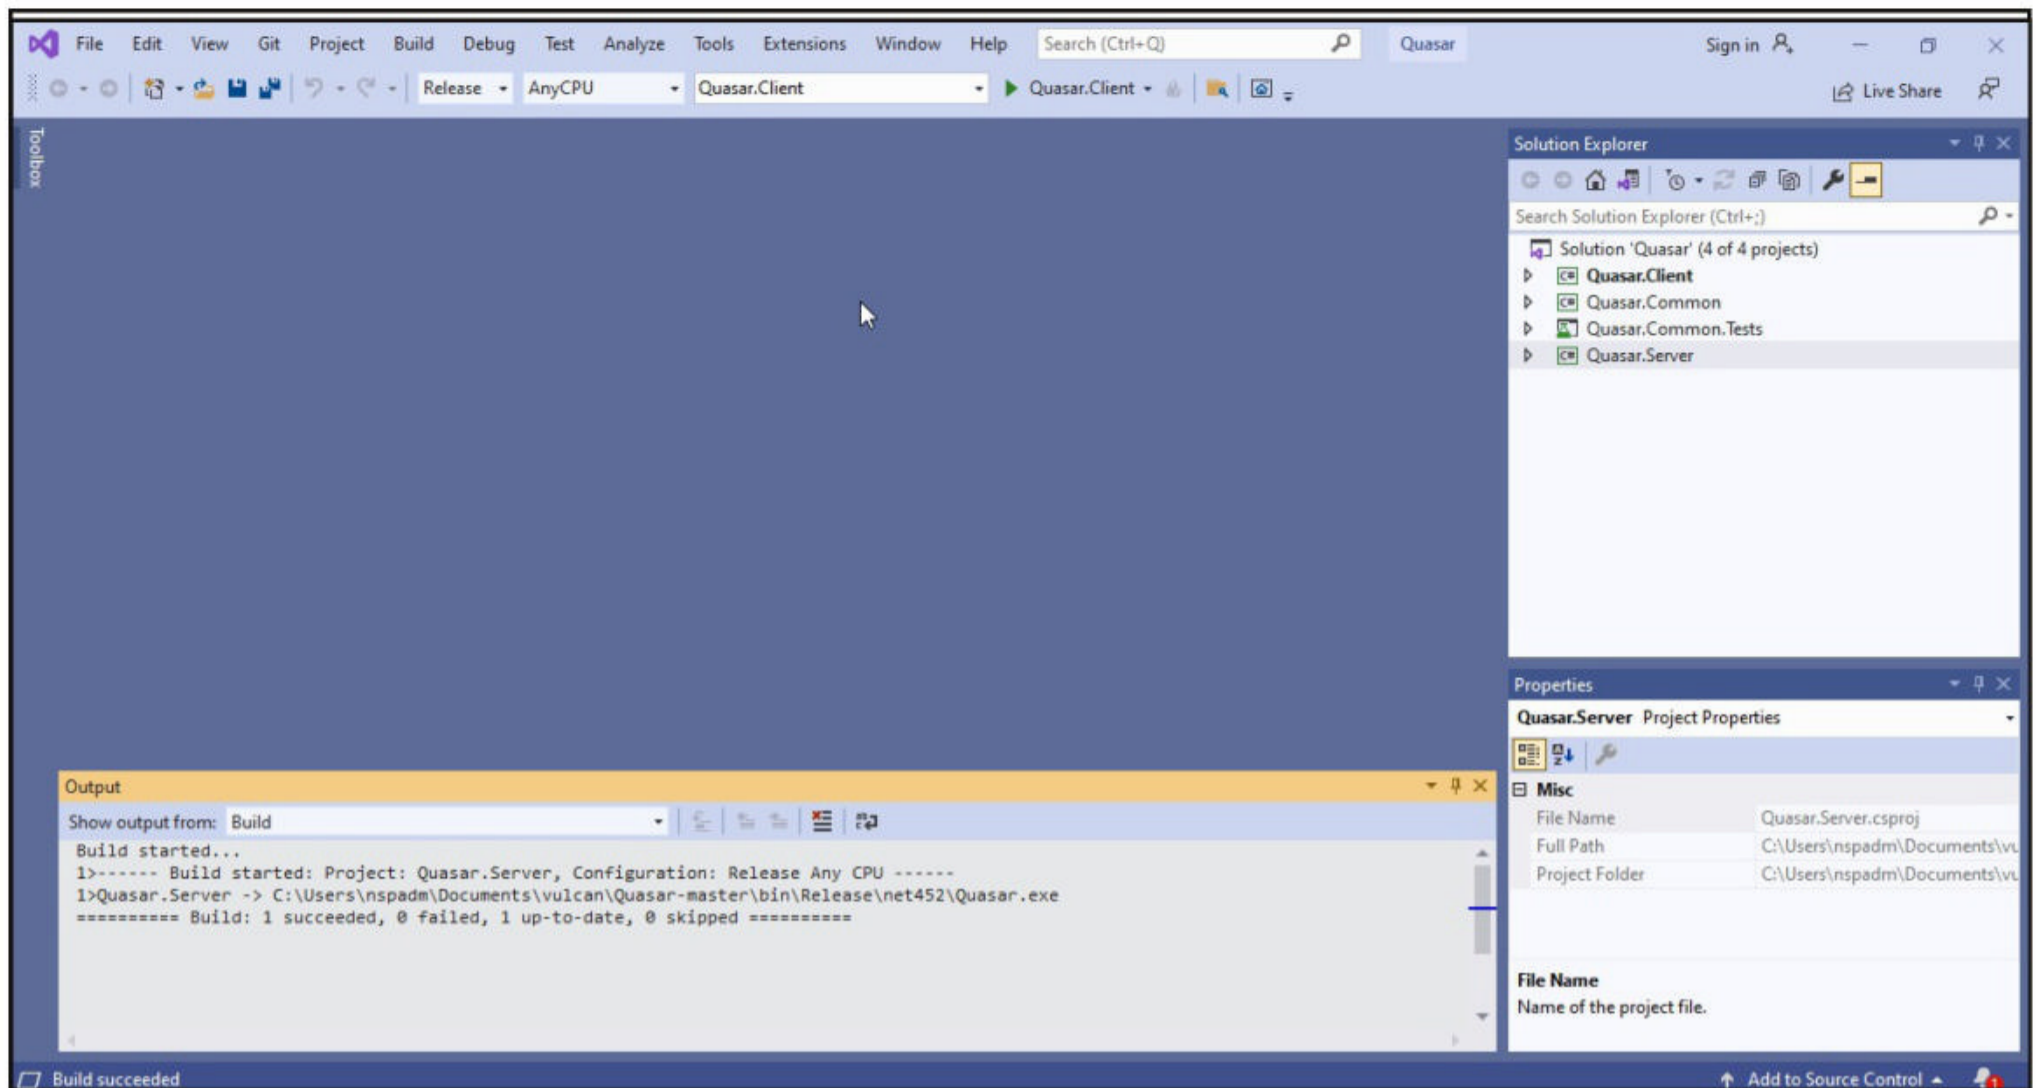 File Edit View Git Project Build Debug Test Analyze Tools Extensions Window Help Search (Ctrl+Q) Quasar Sign in
Release AnyCPU Quasar.Client Quasar.Client Live Share
Toolbox
Solution Explorer
Search Solution Explorer (Ctrl+;)
Solution 'Quasar' (4 of 4 projects)
Quasar.Client
Quasar.Common
Quasar.Common.Tests
Quasar.Server
Properties
Quasar.Server Project Properties
Misc
File Name Quasar.Server.csproj
Full Path C:\Users\nspadm\Documents\vu
Project Folder C:\Users\nspadm\Documents\vu
File Name
Name of the project file.
Output
Show output from: Build
Build started...
1>------ Build started: Project: Quasar.Server, Configuration: Release Any CPU ------
1>Quasar.Server -> C:\Users\nspadm\Documents\vulcan\Quasar-master\bin\Release\net452\Quasar.exe
========== Build: 1 succeeded, 0 failed, 1 up-to-date, 0 skipped ==========
Build succeeded Add to Source Control 1